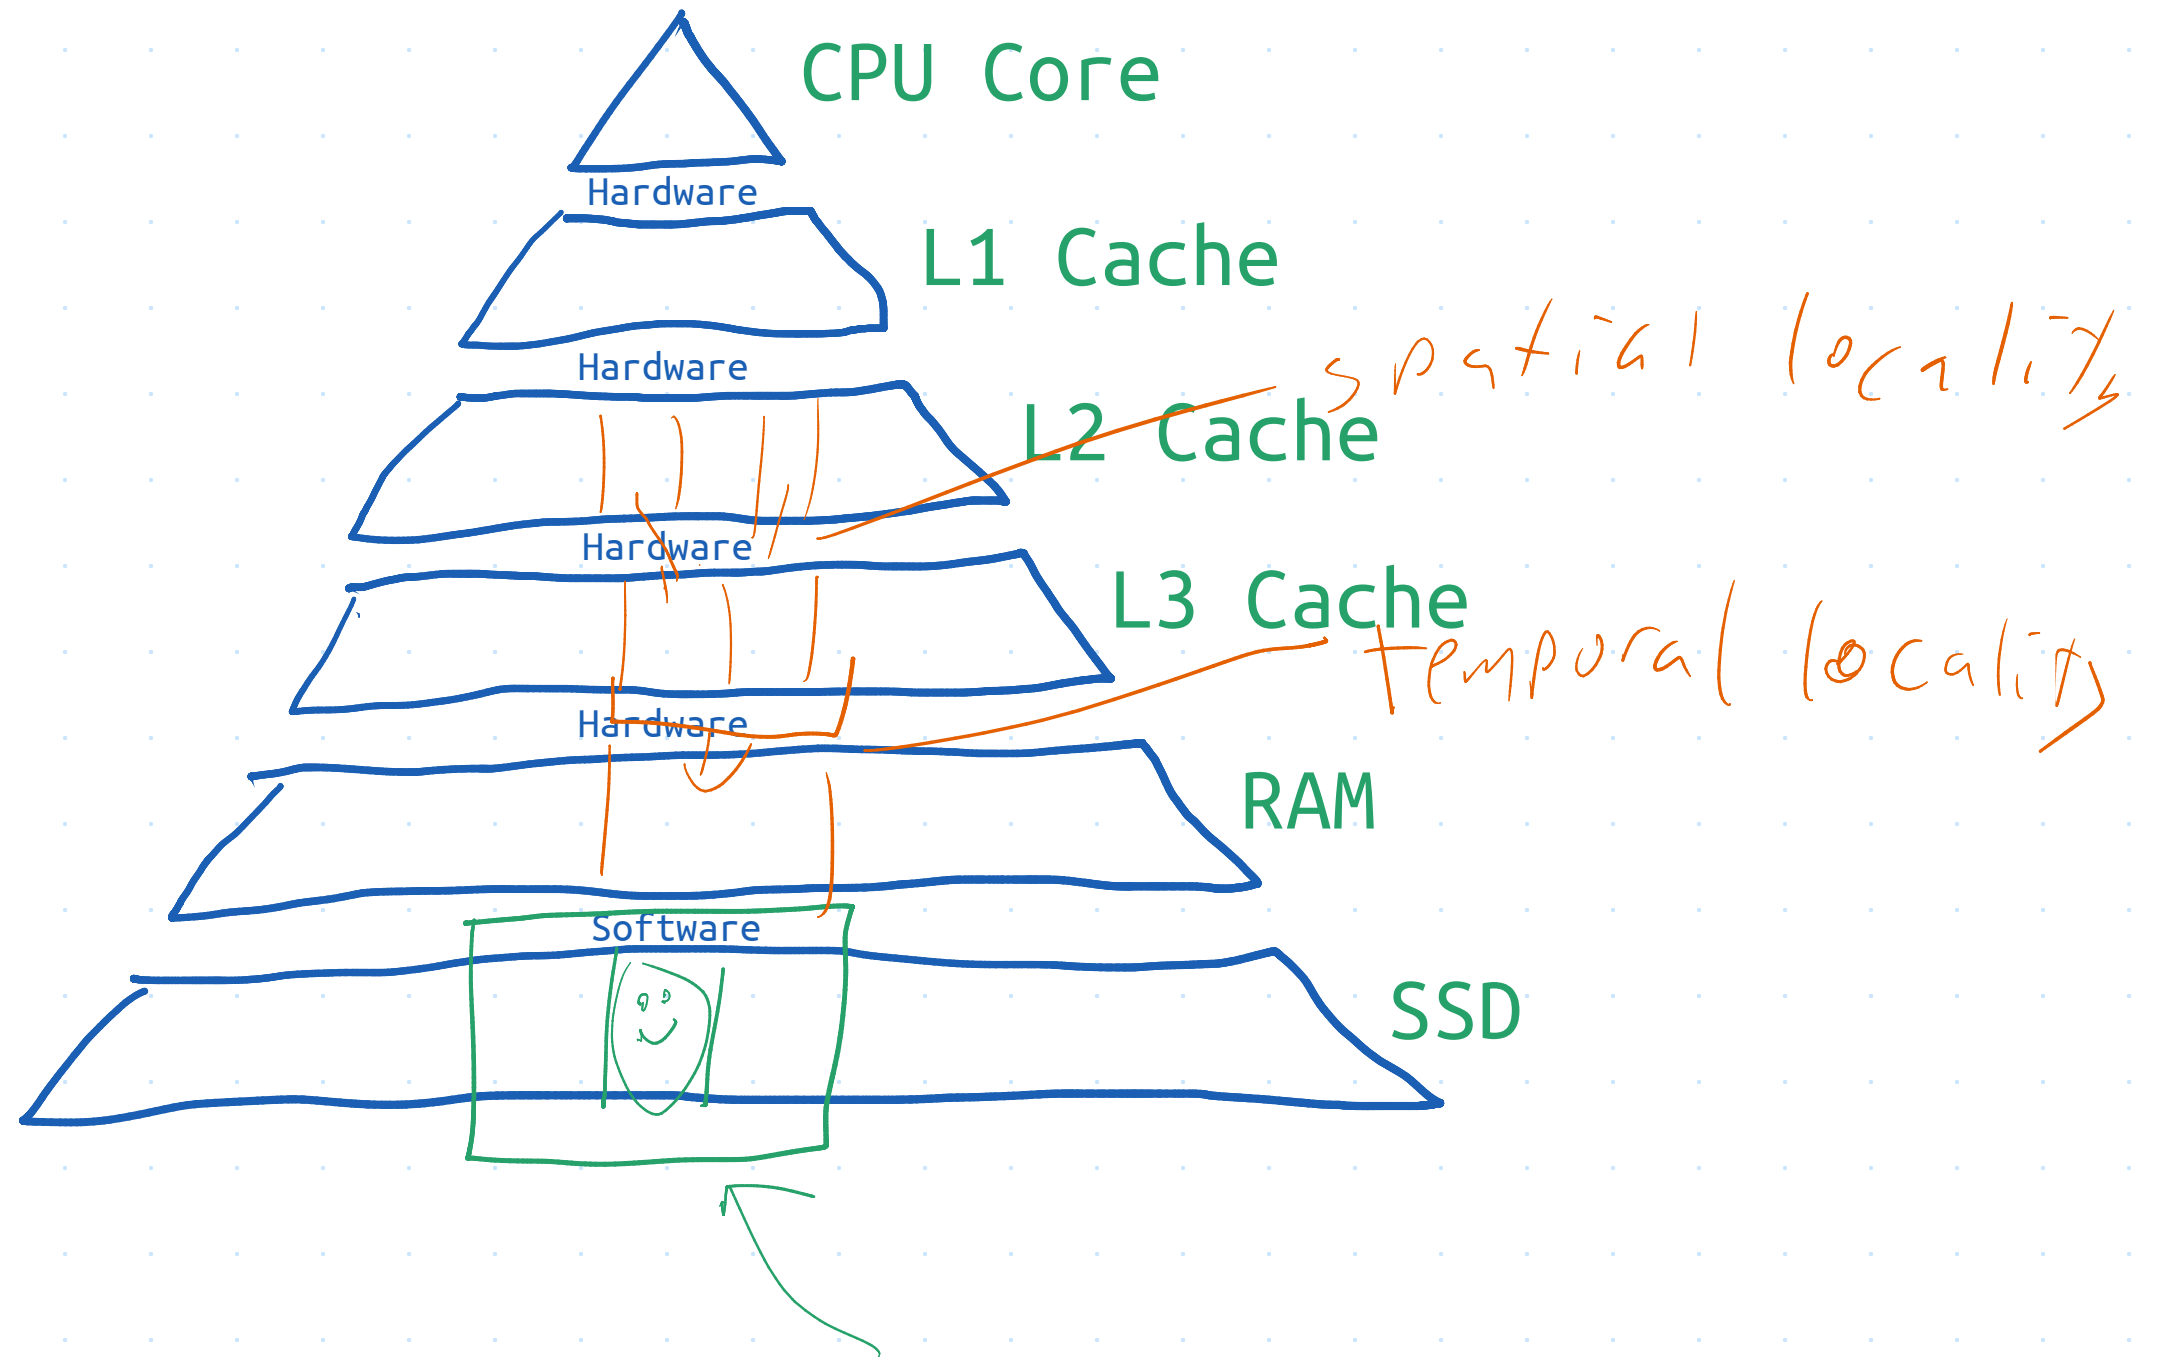 CPU Core
Hardware
L1 Cache
Hardware
spatial locality
L2 Cache
Hardware
L3 Cache
temporal locality
Hardware
RAM
Software
SSD